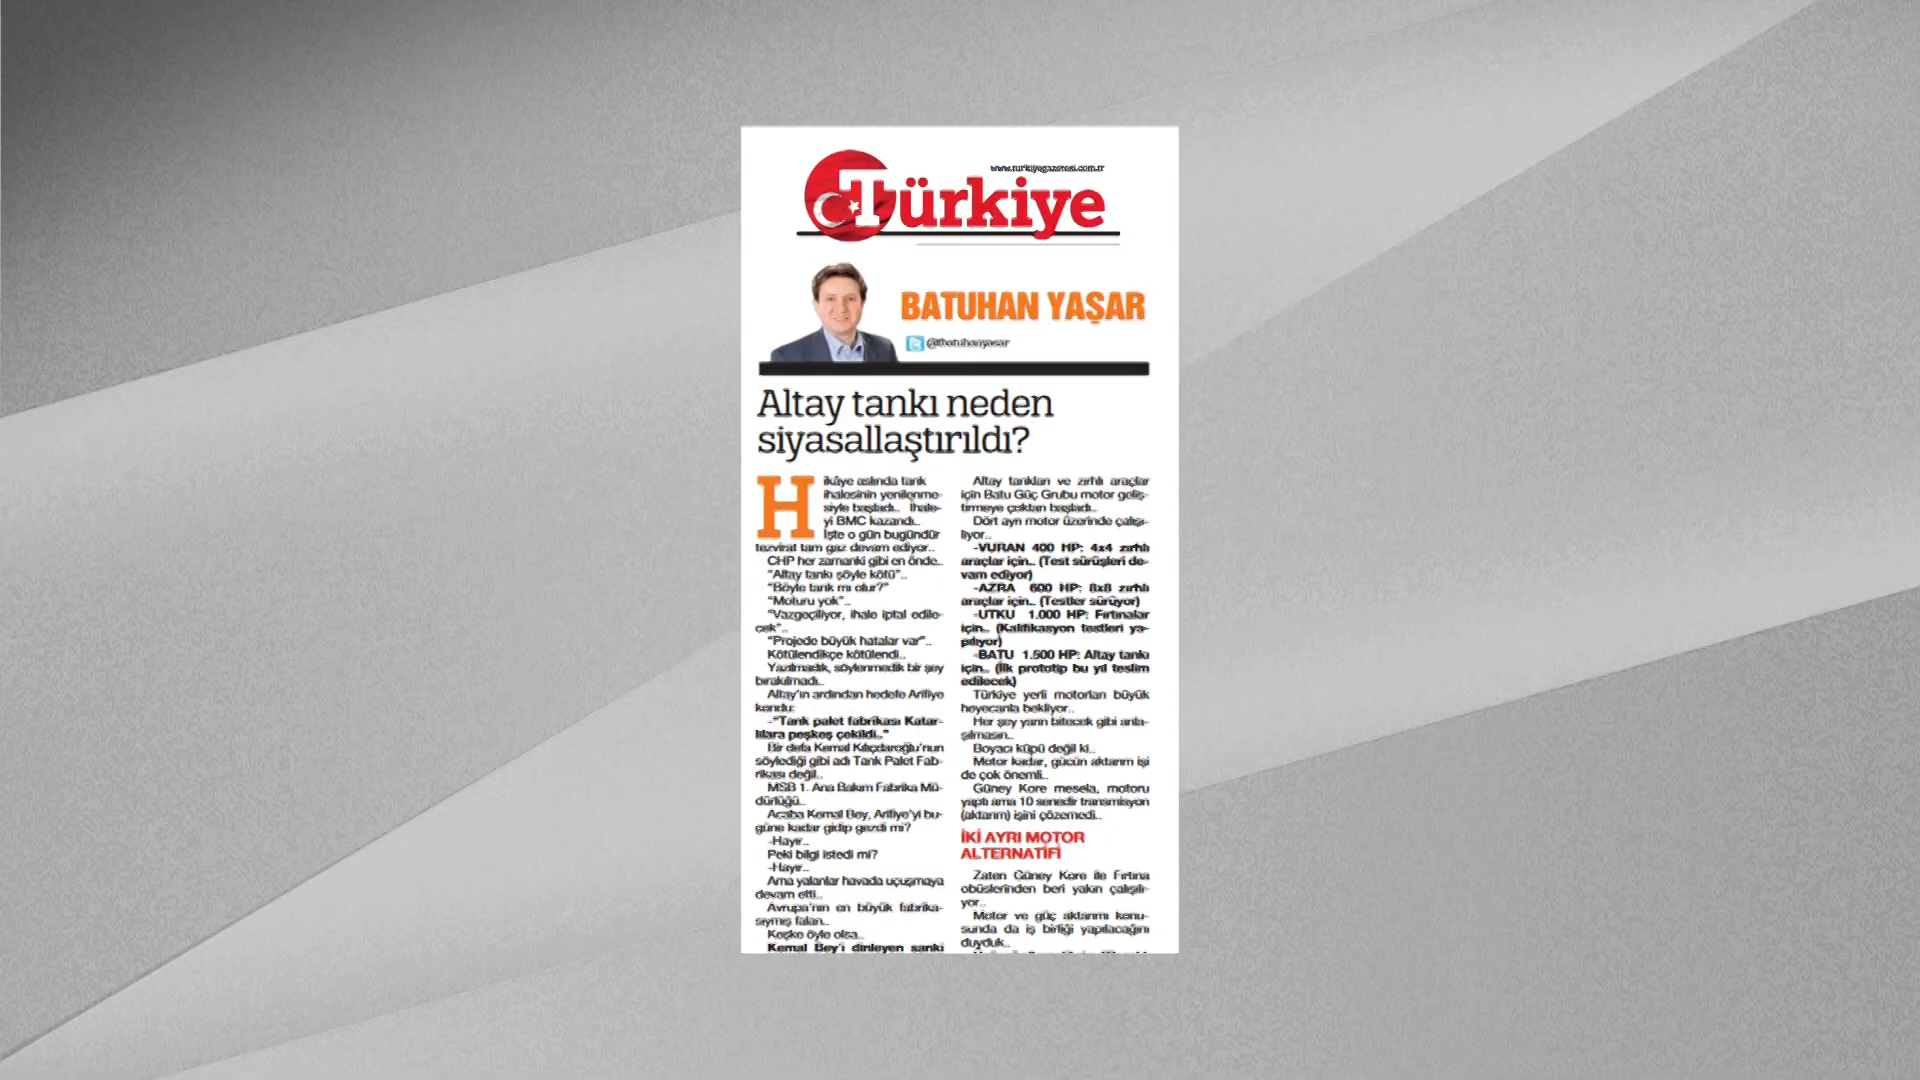 www.turkiyegazetesi.com.tr
Türkiye
BATUHAN YAŞAR
@tbatuhanyasar
Altay tankı neden
siyasallaştırıldı?
Hikâye aslında tank
ihalesinin yenilenme-
siyle başladı.. İhale-
yi BMC kazandı..
İşte o gün bugündür
tezvirat tam gaz devam ediyor..
CHP her zamanki gibi en önde..
“Altay tankı şöyle kötü”..
“Böyle tank mı olur?”
“Motoru yok”..
“Vazgeçiliyor, ihale iptal edile-
cek”..
“Projede büyük hatalar var”..
Kötülendikçe kötülendi..
Yazılmadık, söylenmedik bir şey
bırakılmadı..
Altay’ın ardından hedefe Arifiye
kondu:
-“Tank palet fabrikası Katar-
lılara peşkeş çekildi..”
Bir defa Kemal Kılıçdaroğlu’nun
söylediği gibi adı Tank Palet Fab-
rikası değil..
MSB 1. Ana Bakım Fabrika Mü-
dürlüğü..
Acaba Kemal Bey, Arifiye’yi bu-
güne kadar gidip gezdi mi?
-Hayır..
Peki bilgi istedi mi?
-Hayır..
Ama yalanlar havada uçuşmaya
devam etti..
Avrupa’nın en büyük fabrika-
sıymış falan..
Keşke öyle olsa..
Kemal Bey’i dinleyen sanki
Altay tankları ve zırhlı araçlar
için Batu Güç Grubu motor geliş-
tirmeye çoktan başladı..
Dört ayrı motor üzerinde çalışı-
lıyor..
-VURAN 400 HP: 4x4 zırhlı
araçlar için.. (Test sürüşleri de-
vam ediyor)
-AZRA 600 HP: 8x8 zırhlı
araçlar için.. (Testler sürüyor)
-UTKU 1.000 HP: Fırtınalar
için.. (Kalifikasyon testleri ya-
pılıyor)
-BATU 1.500 HP: Altay tankı
için.. (İlk prototip bu yıl teslim
edilecek)
Türkiye yerli motorları büyük
heyecanla bekliyor..
Her şey yarın bitecek gibi anla-
şılmasın..
Boyacı küpü değil ki..
Motor kadar, gücün aktarım işi
de çok önemli..
Güney Kore mesela, motoru
yaptı ama 10 senedir transmisyon
(aktarım) işini çözemedi..
İKİ AYRI MOTOR
ALTERNATİFİ
Zaten Güney Kore ile Fırtına
obüslerinden beri yakın çalışılı-
yor..
Motor ve güç aktarımı konu-
sunda da iş birliği yapılacağını
duyduk..